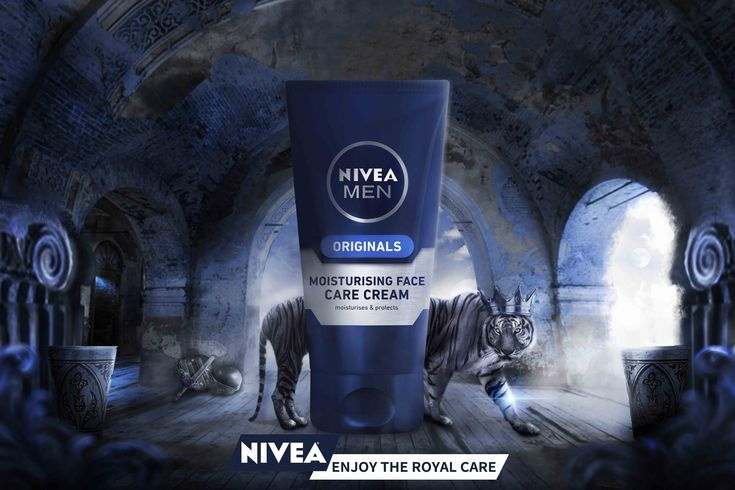 NIVEA
MEN
ORIGINALS
MOISTURISING FACE
CARE CREAM
moisturises & protects
NIVEA
ENJOY THE ROYAL CARE